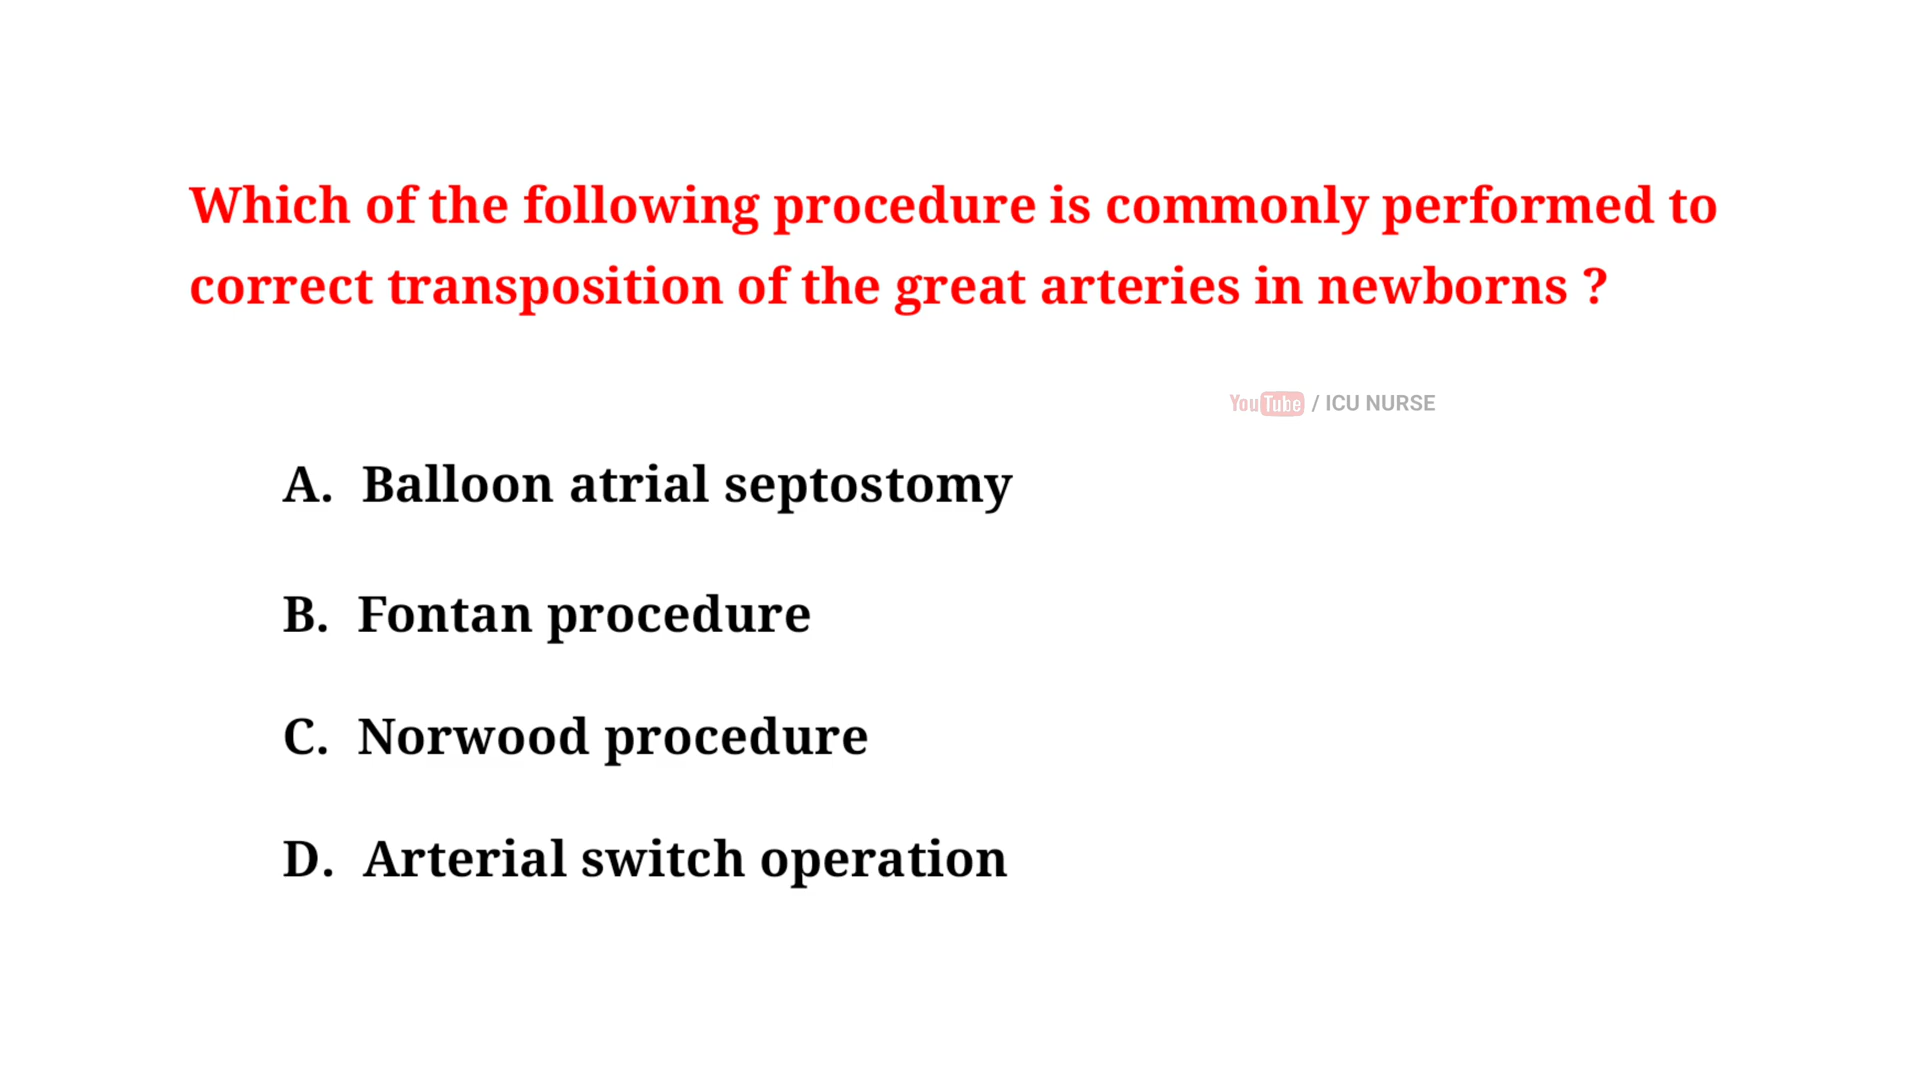 Which of the following procedure is commonly performed to
correct transposition of the great arteries in newborns ?
YouTube / ICU NURSE
A. Balloon atrial septostomy
B. Fontan procedure
C. Norwood procedure
D. Arterial switch operation